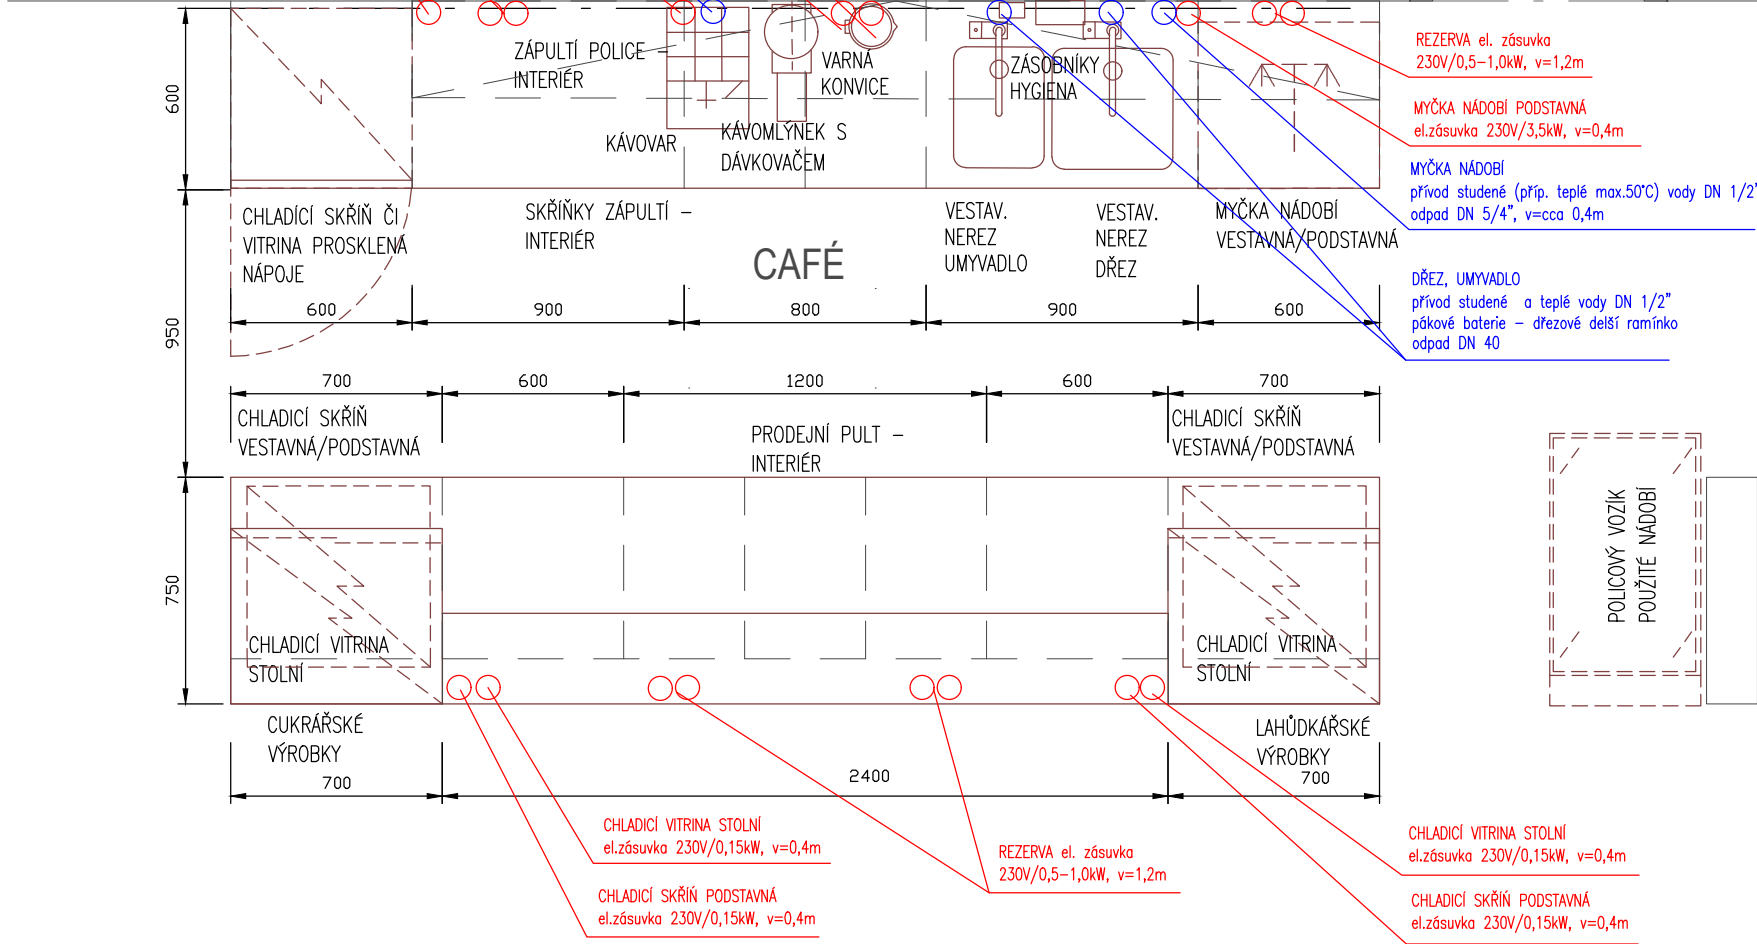 600
950
750
ZÁPULTÍ POLICE –
INTERIÉR
KÁVOVAR
KÁVOMLÝNEK S
DÁVKOVAČEM
VARNÁ
KONVICE
ZÁSOBNÍKY
HYGIENA
REZERVA el. zásuvka
230V/0,5–1,0kW, v=1,2m
MYČKA NÁDOBÍ PODSTAVNÁ
el.zásuvka 230V/3,5kW, v=0,4m
MYČKA NÁDOBÍ
přívod studené (příp. teplé max.50°C) vody DN 1/2"
odpad DN 5/4", v=cca 0,4m
DŘEZ, UMYVADLO
přívod studené a teplé vody DN 1/2"
pákové baterie – dřezové delší ramínko
odpad DN 40
CHLADÍCÍ SKŘÍŇ ČI
VITRINA PROSKLENÁ
NÁPOJE
SKŘÍŇKY ZÁPULTÍ –
INTERIÉR
CAFÉ
VESTAV.
NEREZ
UMYVADLO
VESTAV.
NEREZ
DŘEZ
MYČKA NÁDOBÍ
VESTAVNÁ/PODSTAVNÁ
600
900
800
900
600
700
600
1200
600
700
CHLADICÍ SKŘÍŇ
VESTAVNÁ/PODSTAVNÁ
PRODEJNÍ PULT –
INTERIÉR
CHLADICÍ SKŘÍŇ
VESTAVNÁ/PODSTAVNÁ
POLICOVÝ VOZÍK
POUŽITÉ NÁDOBÍ
CHLADICÍ VITRINA
STOLNÍ
CHLADICÍ VITRINA
STOLNÍ
CUKRÁŘSKÉ
VÝROBKY
LAHŮDKÁŘSKÉ
VÝROBKY
700
2400
700
CHLADICÍ VITRINA STOLNÍ
el.zásuvka 230V/0,15kW, v=0,4m
CHLADICÍ SKŘÍŇ PODSTAVNÁ
el.zásuvka 230V/0,15kW, v=0,4m
REZERVA el. zásuvka
230V/0,5–1,0kW, v=1,2m
CHLADICÍ VITRINA STOLNÍ
el.zásuvka 230V/0,15kW, v=0,4m
CHLADICÍ SKŘÍŇ PODSTAVNÁ
el.zásuvka 230V/0,15kW, v=0,4m